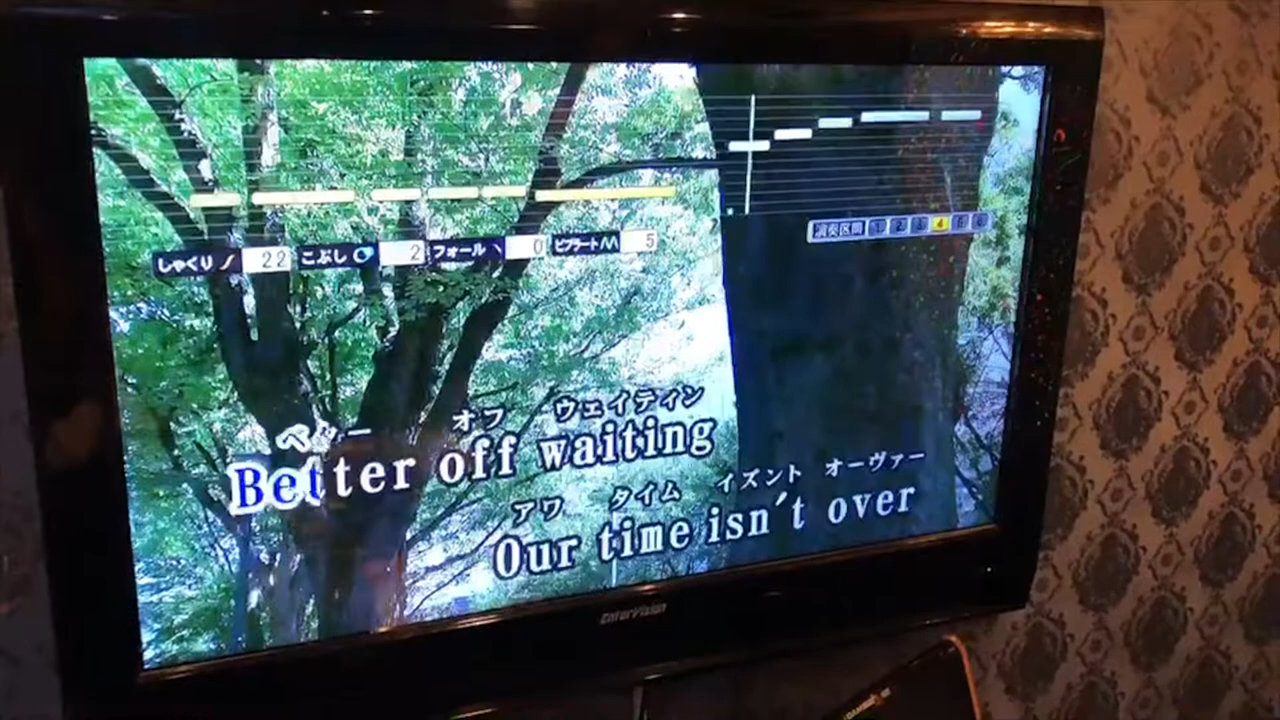 しゃくり 22 こぶし 2 フォール 0 ビブラート 5
演奏区間 1 2 3 4 5 6
オフ ウェイティン
Better off waiting
アワ タイム イズント オーヴァー
Our time isn't over
EnterVision